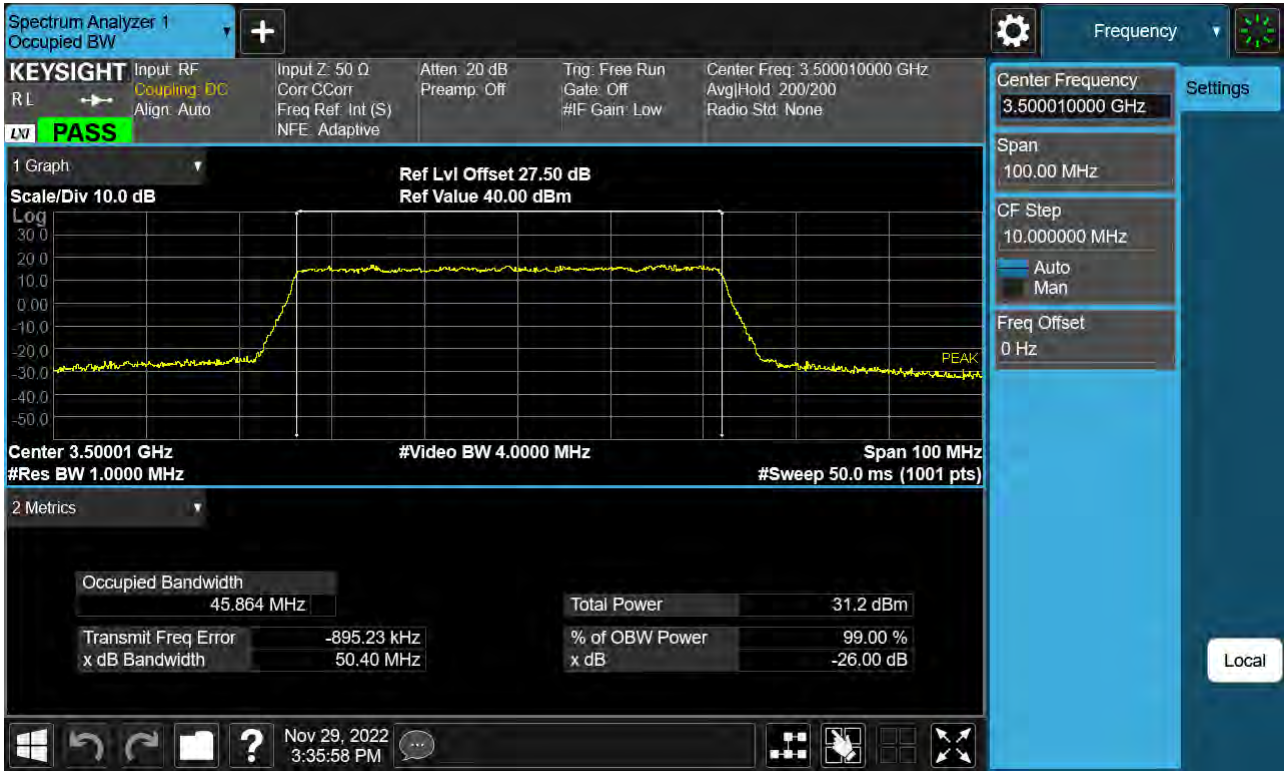 Spectrum Analyzer 1
Occupied BW
+
Frequency
KEYSIGHT
RL
LXI PASS
Input: RF
Coupling: DC
Align: Auto
Input Z: 50 Ω
Corr CCorr
Freq Ref: Int (S)
NFE: Adaptive
Atten: 20 dB
Preamp: Off
Trig: Free Run
Gate: Off
#IF Gain: Low
Center Freq: 3.500010000 GHz
Avg|Hold: 200/200
Radio Std: None
1 Graph
Scale/Div 10.0 dB
Ref Lvl Offset 27.50 dB
Ref Value 40.00 dBm
Log
30.0
20.0
10.0
0.00
-10.0
-20.0
-30.0
-40.0
-50.0
PEAK
Center 3.50001 GHz
#Video BW 4.0000 MHz
Span 100 MHz
#Res BW 1.0000 MHz
#Sweep 50.0 ms (1001 pts)
2 Metrics
Occupied Bandwidth
45.864 MHz
Transmit Freq Error -895.23 kHz
x dB Bandwidth 50.40 MHz
Total Power 31.2 dBm
% of OBW Power 99.00 %
x dB -26.00 dB
Center Frequency
3.500010000 GHz
Settings
Span
100.00 MHz
CF Step
10.000000 MHz
Auto
Man
Freq Offset
0 Hz
Local
?
Nov 29, 2022
3:35:58 PM